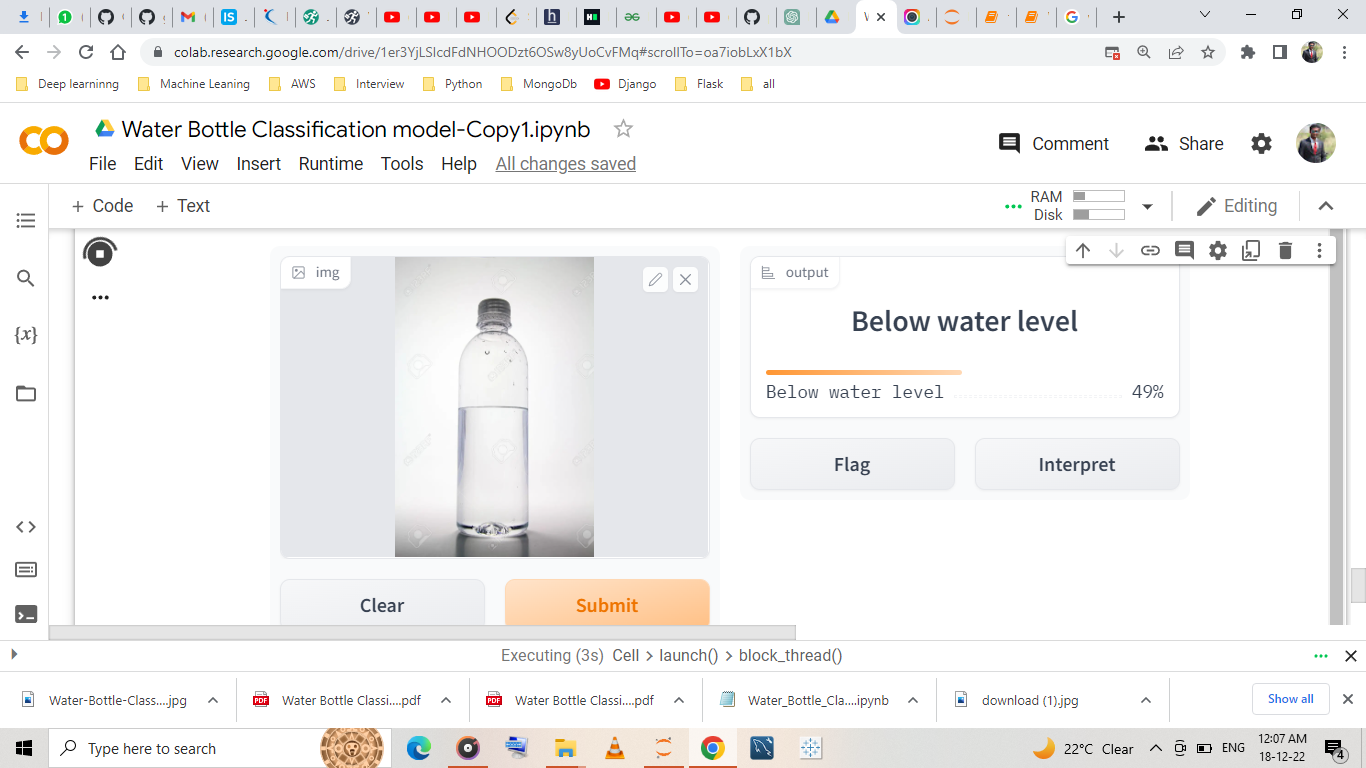 colab.research.google.com/drive/1er3YjLSIcdFdNHOODzt6OSw8yUoCvFMq#scrollTo=oa7iobLxX1bX
Deep learninng Machine Leaning AWS Interview Python MongoDb Django Flask all
Water Bottle Classification model-Copy1.ipynb
Comment Share
File Edit View Insert Runtime Tools Help All changes saved
+ Code + Text
RAM
Disk
Editing
img
output
Below water level
Below water level 49%
Flag Interpret
{x}
Clear Submit
Executing (3s) Cell > launch() > block_thread()
Water-Bottle-Class....jpg
Water Bottle Classi....pdf
Water Bottle Classi....pdf
Water_Bottle_Cla....ipynb
download (1).jpg
Show all
Type here to search
22°C Clear
ENG
12:07 AM
18-12-22
4